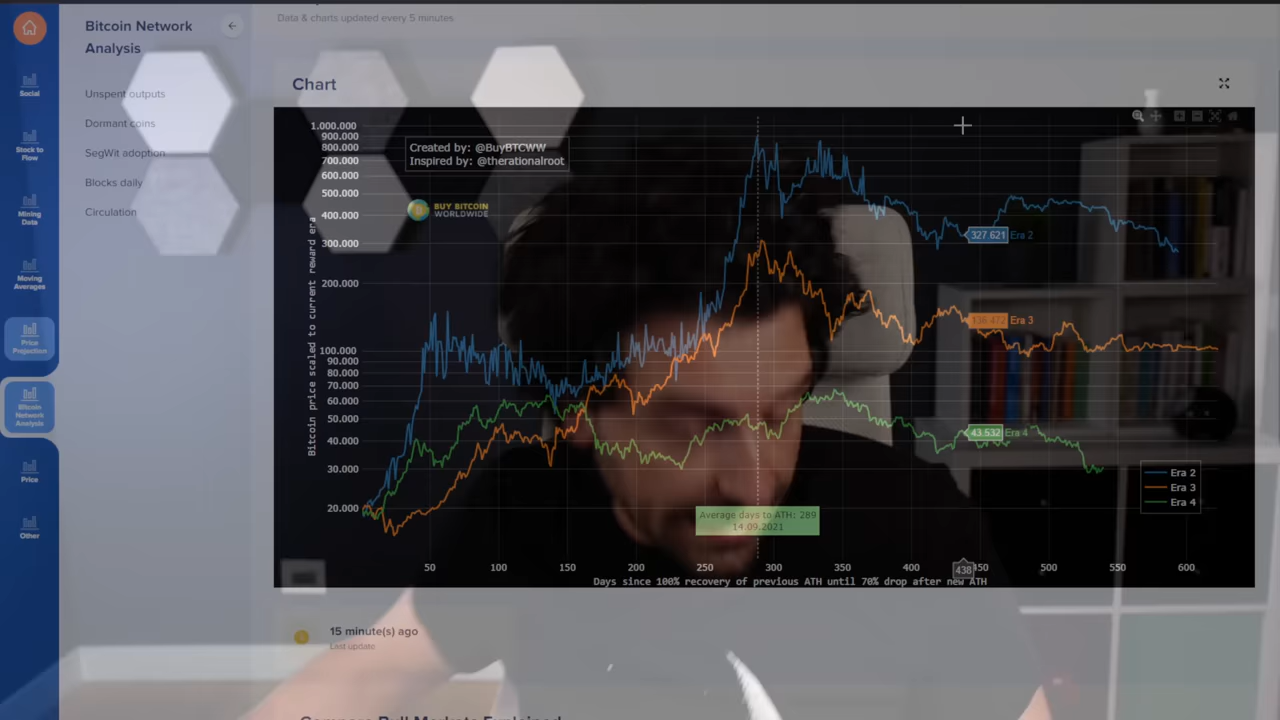 Data & charts updated every 5 minutes
Bitcoin Network
Analysis
Social
Unspent outputs
Dormant coins
Stock to
Flow
SegWit adoption
Blocks daily
Mining
Data
Circulation
Moving
Averages
Price
Projection
Bitcoin
Network
Analysis
Price
Other
Chart
1.000.000
900.000
800.000
700.000
600.000
500.000
400.000
300.000
200.000
100.000
90.000
80.000
70.000
60.000
50.000
40.000
30.000
20.000
Bitcoin price scaled to current reward era
Created by: @BuyBTCWW
Inspired by: @therationalroot
BUY BITCOIN
WORLDWIDE
327.621 Era 2
136.472 Era 3
43.532 Era 4
Era 2
Era 3
Era 4
Average days to ATH: 289
14.09.2021
50 100 150 200 250 300 350 400 438 450 500 550 600
Days since 100% recovery of previous ATH until 70% drop after new ATH
15 minute(s) ago
Last update
Compare Bull Markets Explained